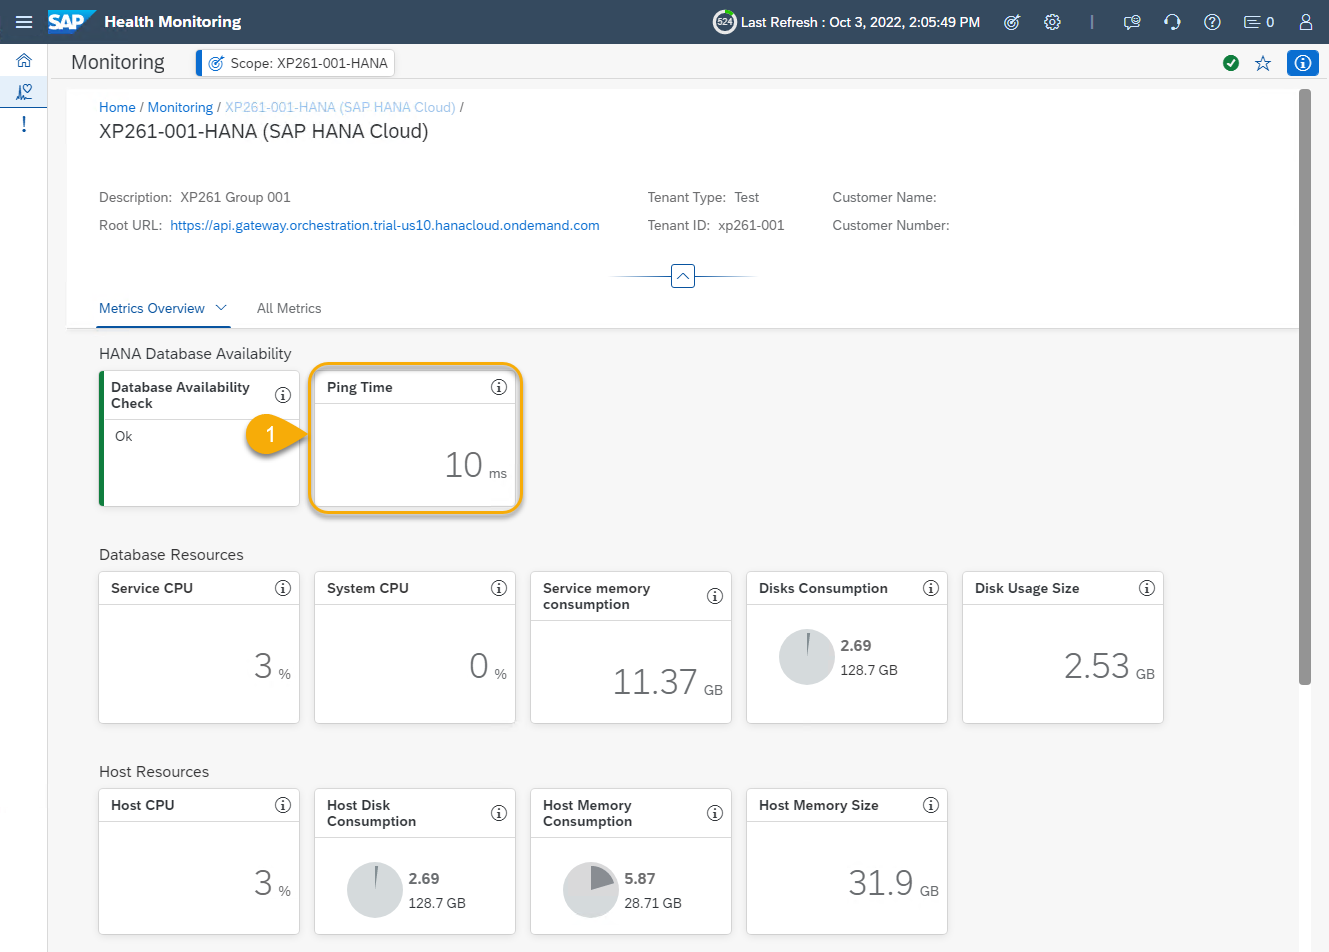 SAP Health Monitoring
524 Last Refresh : Oct 3, 2022, 2:05:49 PM
0
Monitoring
Scope: XP261-001-HANA
Home / Monitoring / XP261-001-HANA (SAP HANA Cloud) /
XP261-001-HANA (SAP HANA Cloud)
Description: XP261 Group 001
Tenant Type: Test
Customer Name:
Root URL: https://api.gateway.orchestration.trial-us10.hanacloud.ondemand.com
Tenant ID: xp261-001
Customer Number:
Metrics Overview
All Metrics
HANA Database Availability
Database Availability
Check
Ok
1
Ping Time
10 ms
Database Resources
Service CPU
3 %
System CPU
0 %
Service memory
consumption
11.37 GB
Disks Consumption
2.69
128.7 GB
Disk Usage Size
2.53 GB
Host Resources
Host CPU
3 %
Host Disk
Consumption
2.69
128.7 GB
Host Memory
Consumption
5.87
28.71 GB
Host Memory Size
31.9 GB